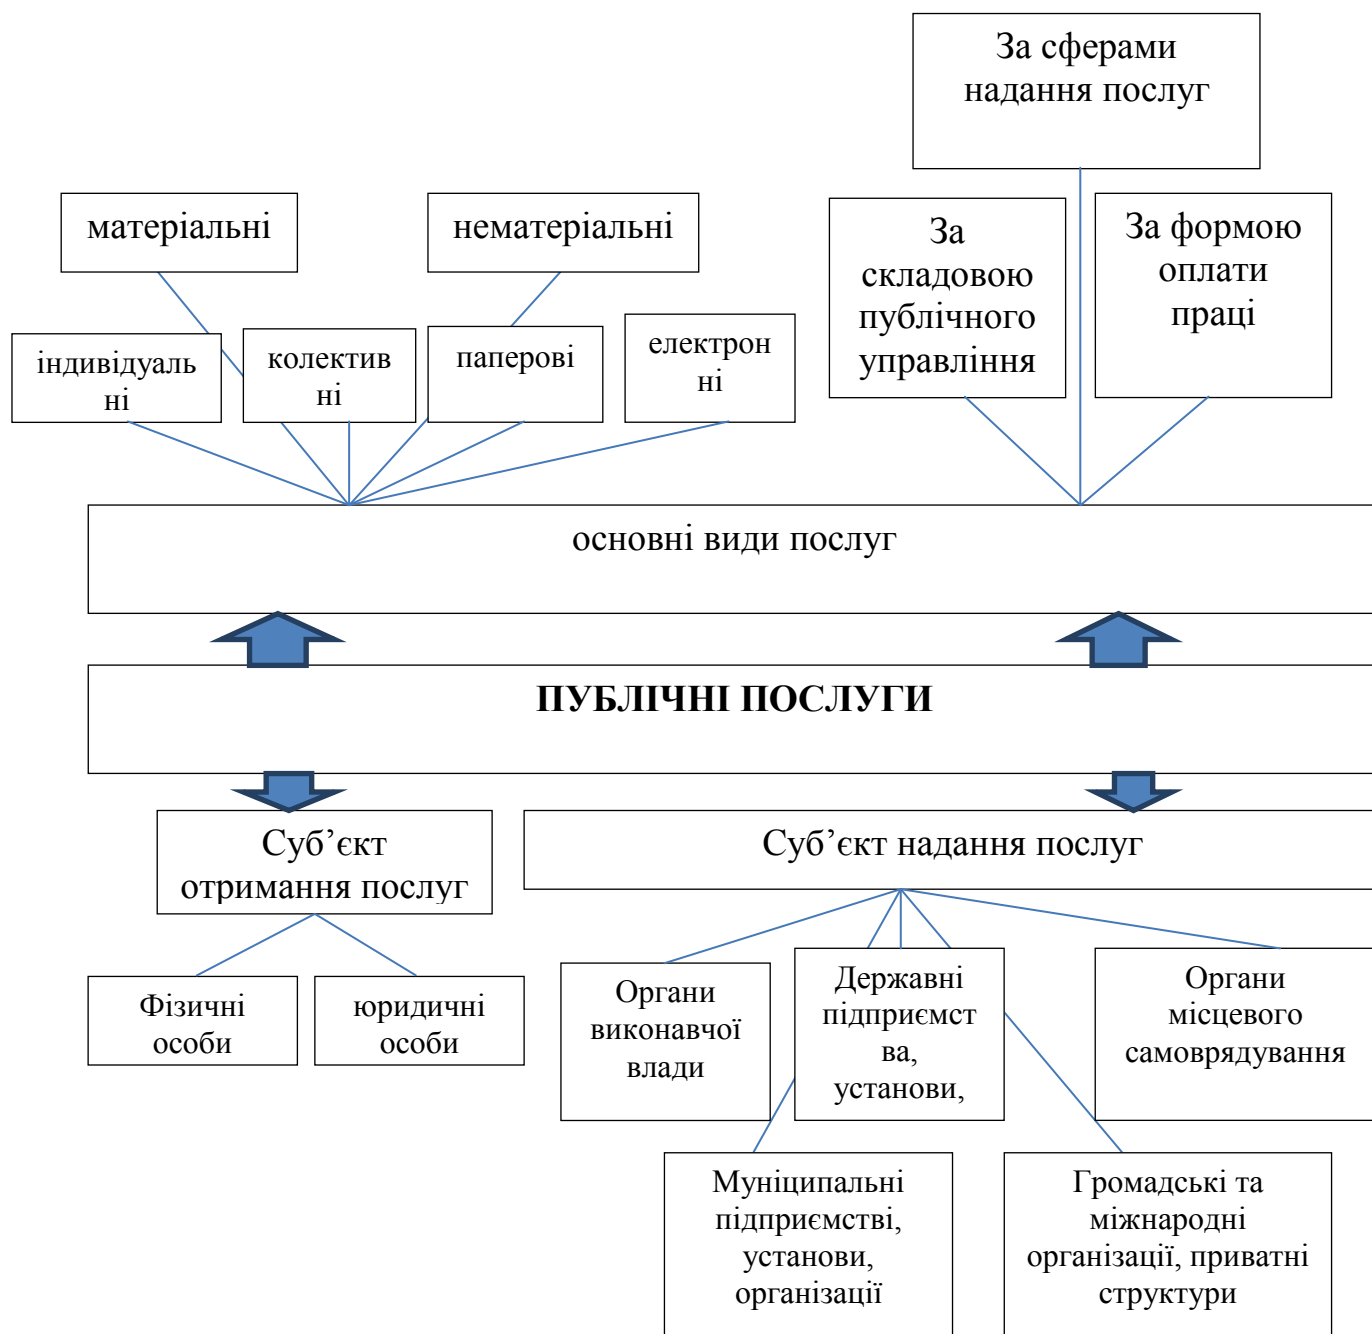 За сферами
надання послуг
матеріальні
нематеріальні
За
складовою
публічного
управління
За формою
оплати
праці
індивідуаль
ні
колектив
ні
паперові
електрон
ні
основні види послуг
ПУБЛІЧНІ ПОСЛУГИ
Суб’єкт
отримання послуг
Суб’єкт надання послуг
Фізичні
особи
юридичні
особи
Органи
виконавчої
влади
Державні
підприємст
ва,
установи,
Органи
місцевого
самоврядування
Муніципальні
підприємстві,
установи,
організації
Громадські та
міжнародні
організації, приватні
структури